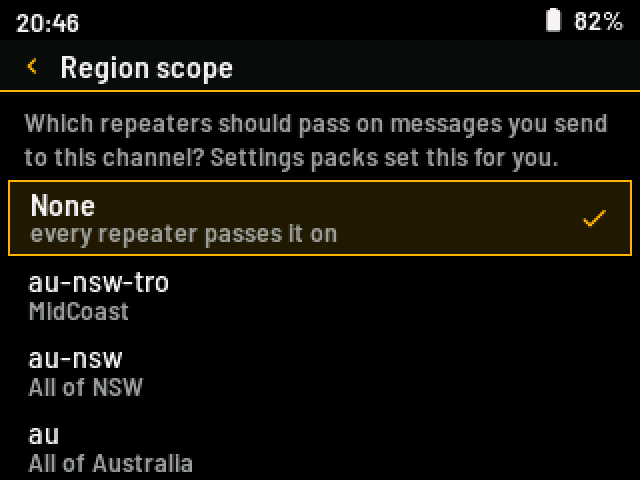 20:46
82%
Region scope
Which repeaters should pass on messages you send
to this channel? Settings packs set this for you.
None
every repeater passes it on
au-nsw-tro
MidCoast
au-nsw
All of NSW
au
All of Australia